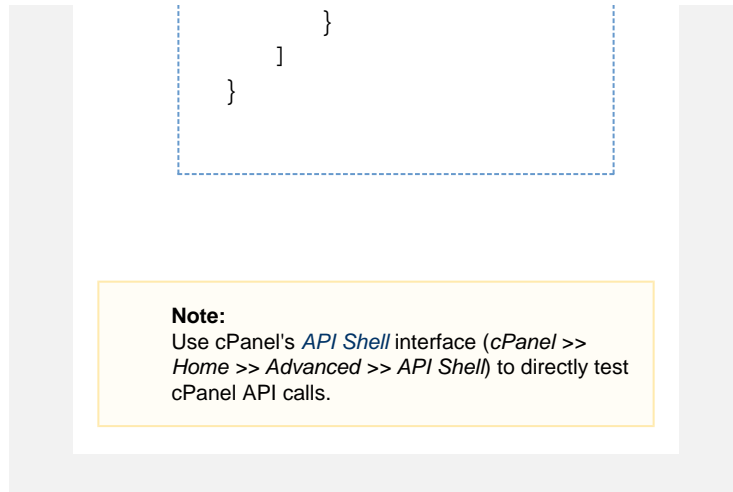 }
]
}
Note:
Use cPanel's API Shell interface (cPanel >>
Home >> Advanced >> API Shell) to directly test
cPanel API calls.